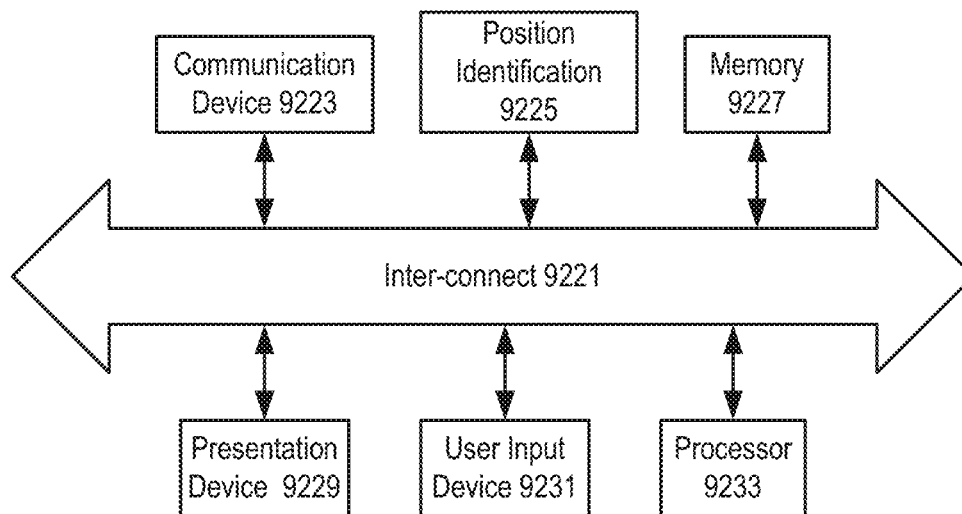 Communication
Device 9223
Position
Identification
9225
Memory
9227
Inter-connect 9221
Presentation
Device 9229
User Input
Device 9231
Processor
9233